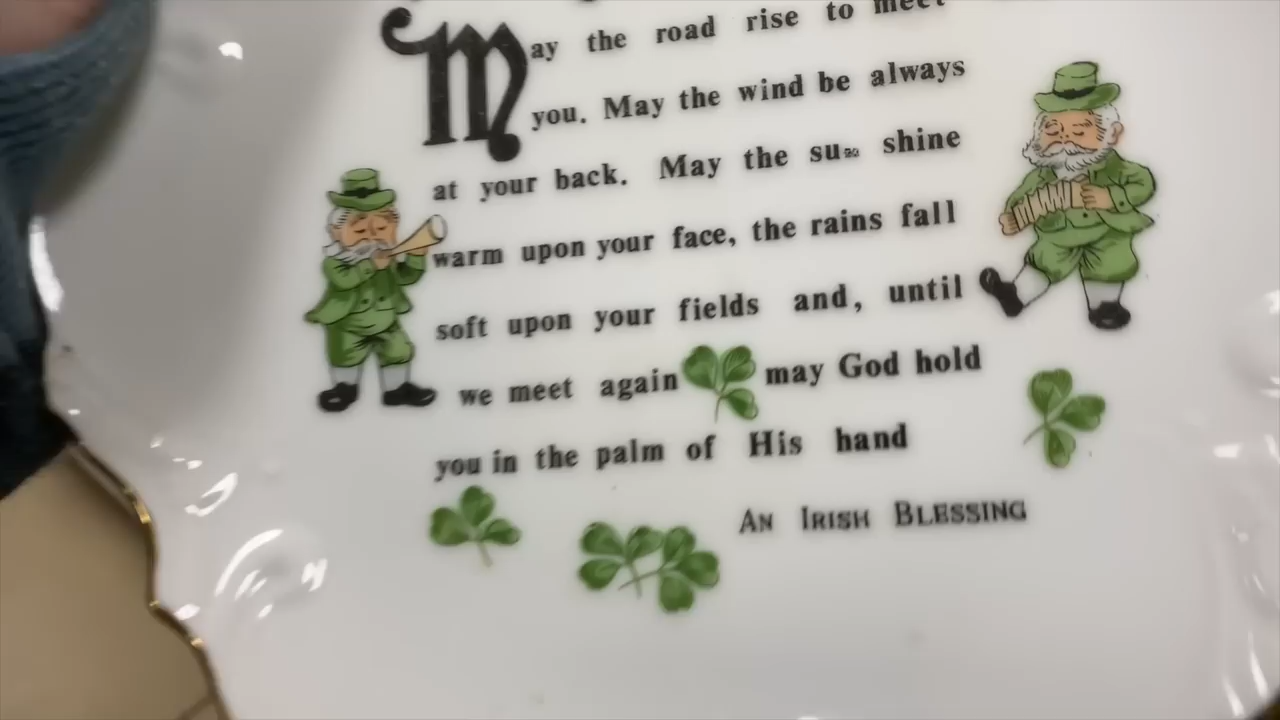 May the road rise to meet
you. May the wind be always
at your back. May the sun shine
warm upon your face, the rains fall
soft upon your fields and, until
we meet again may God hold
you in the palm of His hand
AN IRISH BLESSING